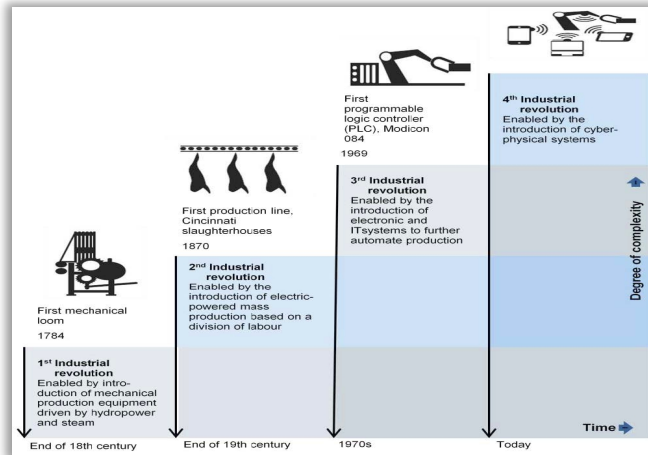 First mechanical
loom
1784
1st Industrial
revolution
Enabled by intro-
duction of mechanical
production equipment
driven by hydropower
and steam
End of 18th century
First production line,
Cincinnati
slaughterhouses
1870
2nd Industrial
revolution
Enabled by the
introduction of electric-
powered mass
production based on a
division of labour
End of 19th century
First
programmable
logic controller
(PLC), Modicon
084
1969
3rd Industrial
revolution
Enabled by the
introduction of
electronic and
ITsystems to further
automate production
1970s
4th Industrial
revolution
Enabled by the
introduction of cyber-
physical systems
Today
Degree of complexity
Time